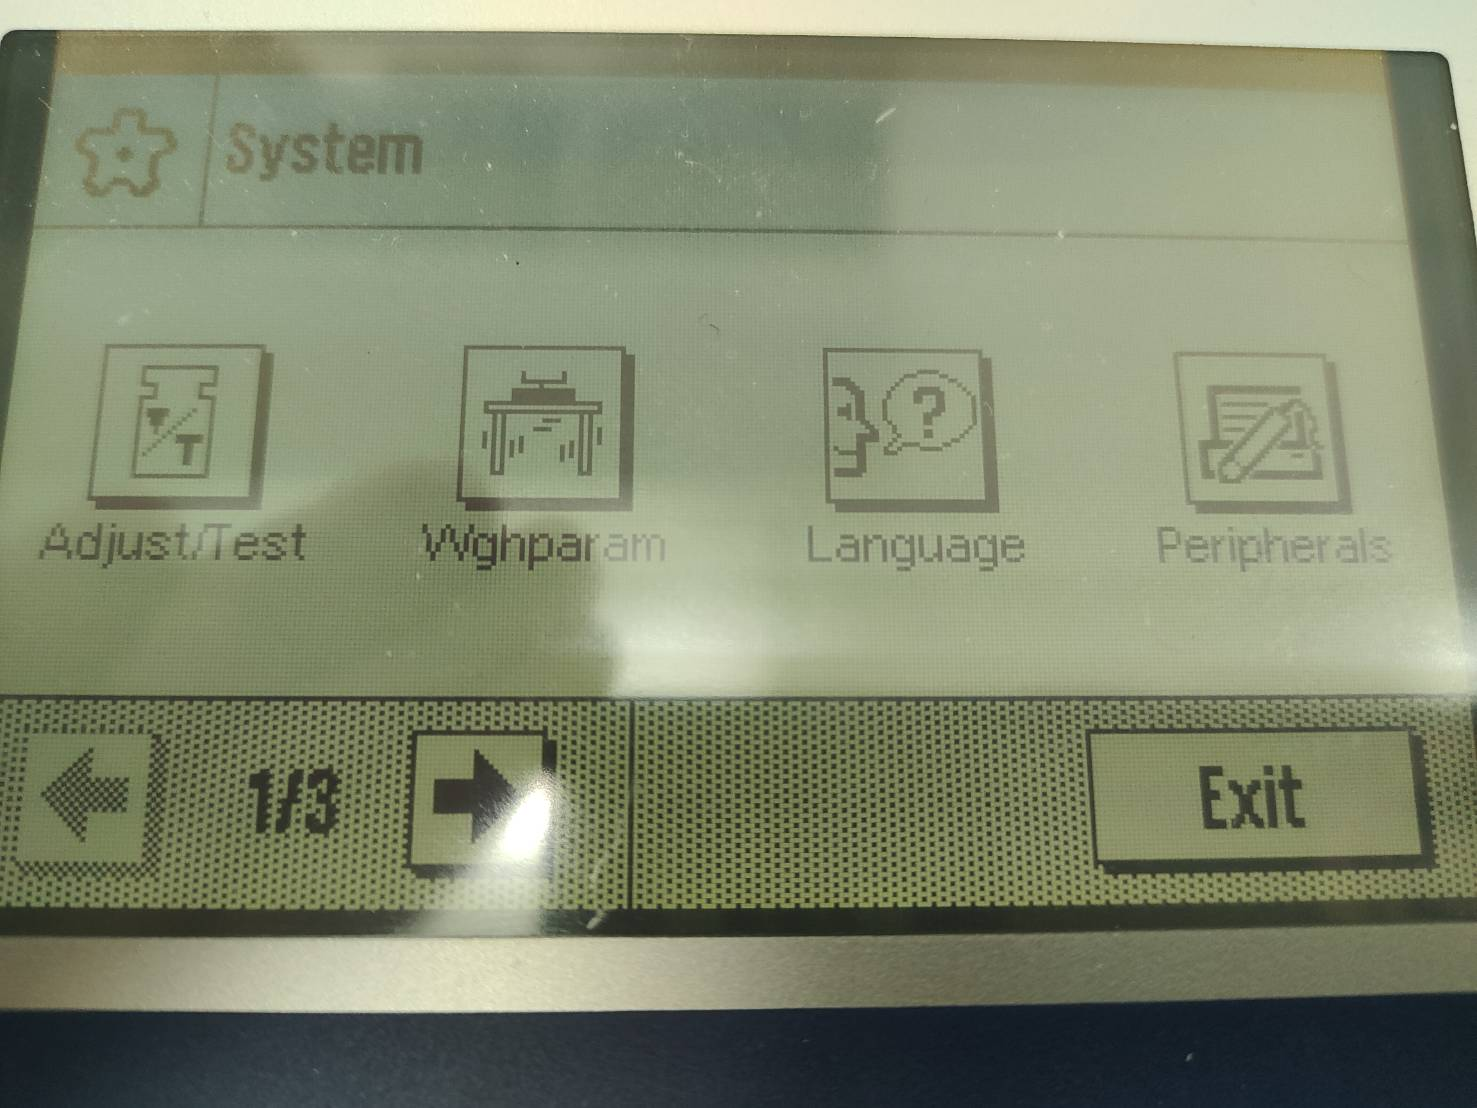 System
Adjust/Test Wghparam Language Peripherals
1/3 Exit